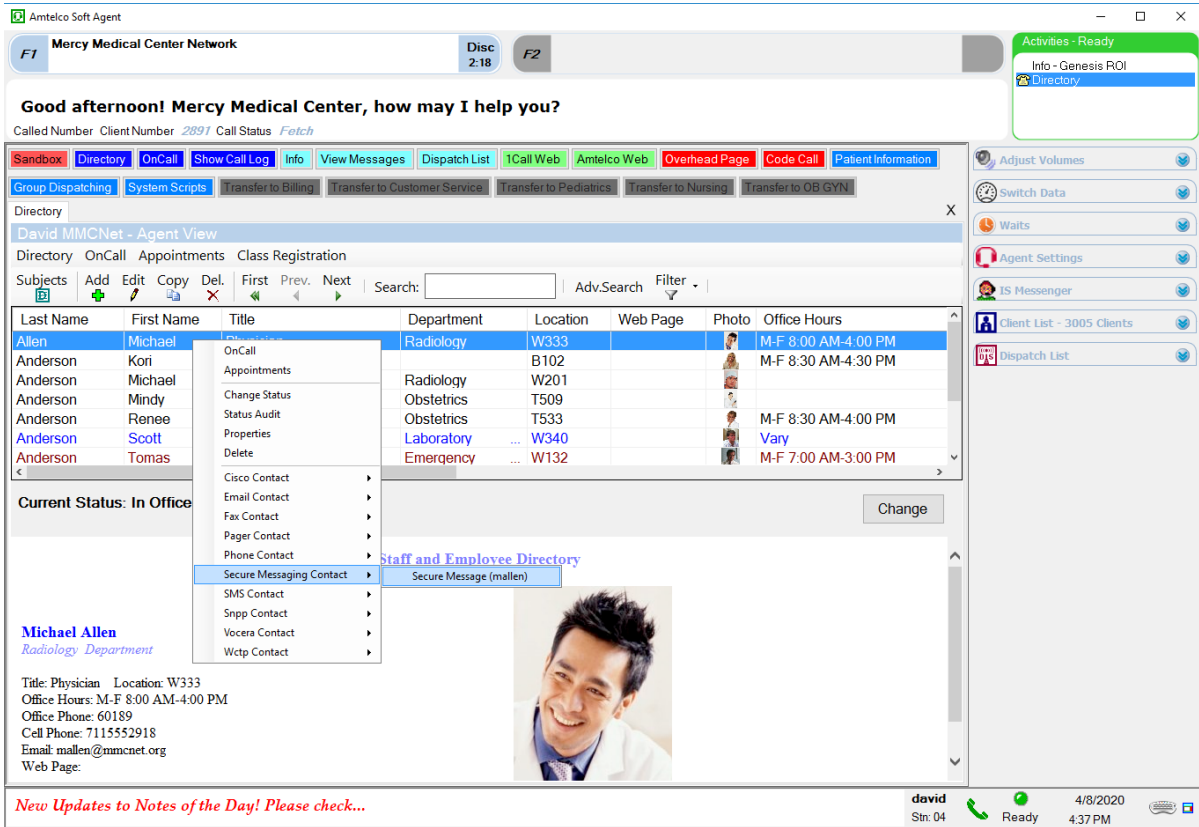 Amtelco Soft Agent
F1 Mercy Medical Center Network Disc 2:18 F2
Activities - Ready
Info - Genesis ROI
Directory
Good afternoon! Mercy Medical Center, how may I help you?
Called Number Client Number 2891 Call Status Fetch
Sandbox Directory OnCall Show Call Log Info View Messages Dispatch List 1Call Web Amtelco Web Overhead Page Code Call Patient Information
Group Dispatching System Scripts Transfer to Billing Transfer to Customer Service Transfer to Pediatrics Transfer to Nursing Transfer to OB GYN
Adjust Volumes
Switch Data
Waits
Agent Settings
IS Messenger
Client List - 3005 Clients
Dispatch List
Directory X
David MMCNet - Agent View
Directory OnCall Appointments Class Registration
Subjects Add Edit Copy Del. First Prev. Next Search: Adv.Search Filter
Last Name First Name Title Department Location Web Page Photo Office Hours
Allen Michael Physician Radiology W333 M-F 8:00 AM-4:00 PM
Anderson Kori B102 M-F 8:30 AM-4:30 PM
Anderson Michael Radiology W201
Anderson Mindy Obstetrics T509
Anderson Renee Obstetrics T533 M-F 8:30 AM-4:00 PM
Anderson Scott Laboratory ... W340 Vary
Anderson Tomas Emergency ... W132 M-F 7:00 AM-3:00 PM
OnCall
Appointments
Change Status
Status Audit
Properties
Delete
Cisco Contact
Email Contact
Fax Contact
Pager Contact
Phone Contact
Secure Messaging Contact
SMS Contact
Snpp Contact
Vocera Contact
Wctp Contact
Secure Message (mallen)
Current Status: In Office
Change
Staff and Employee Directory
Michael Allen
Radiology Department
Title: Physician Location: W333
Office Hours: M-F 8:00 AM-4:00 PM
Office Phone: 60189
Cell Phone: 7115552918
Email: mallen@mmcnet.org
Web Page:
New Updates to Notes of the Day! Please check...
david
Stn: 04
Ready
4/8/2020
4:37 PM